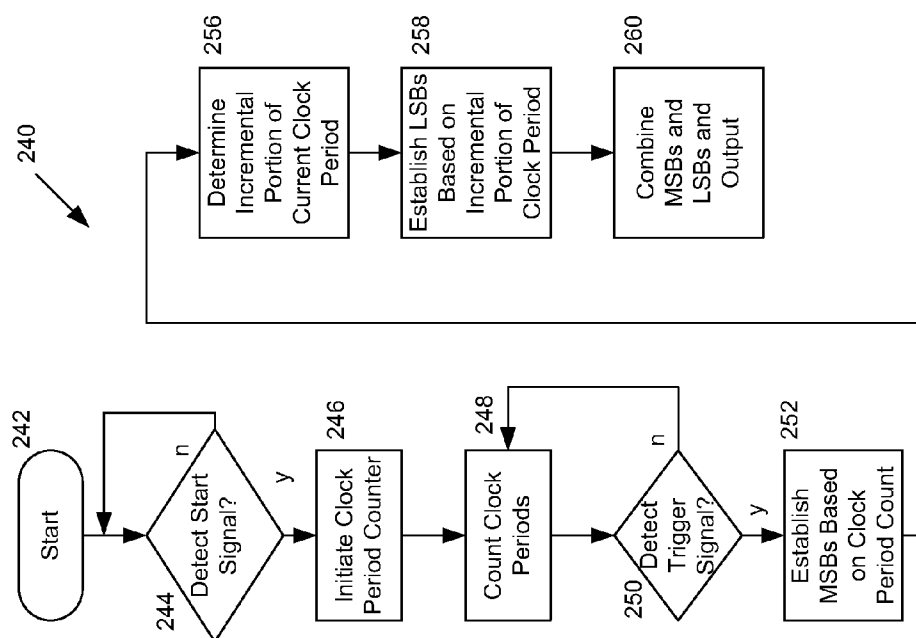 240
242
Start
244
Detect Start
Signal?
n
y
246
Initiate Clock
Period Counter
248
Count Clock
Periods
250
Detect
Trigger
Signal?
n
y
252
Establish
MSBs Based
on Clock
Period Count
256
Determine
Incremental
Portion of
Current Clock
Period
258
Establish LSBs
Based on
Incremental
Portion of
Clock Period
260
Combine
MSBs and
LSBs and
Output